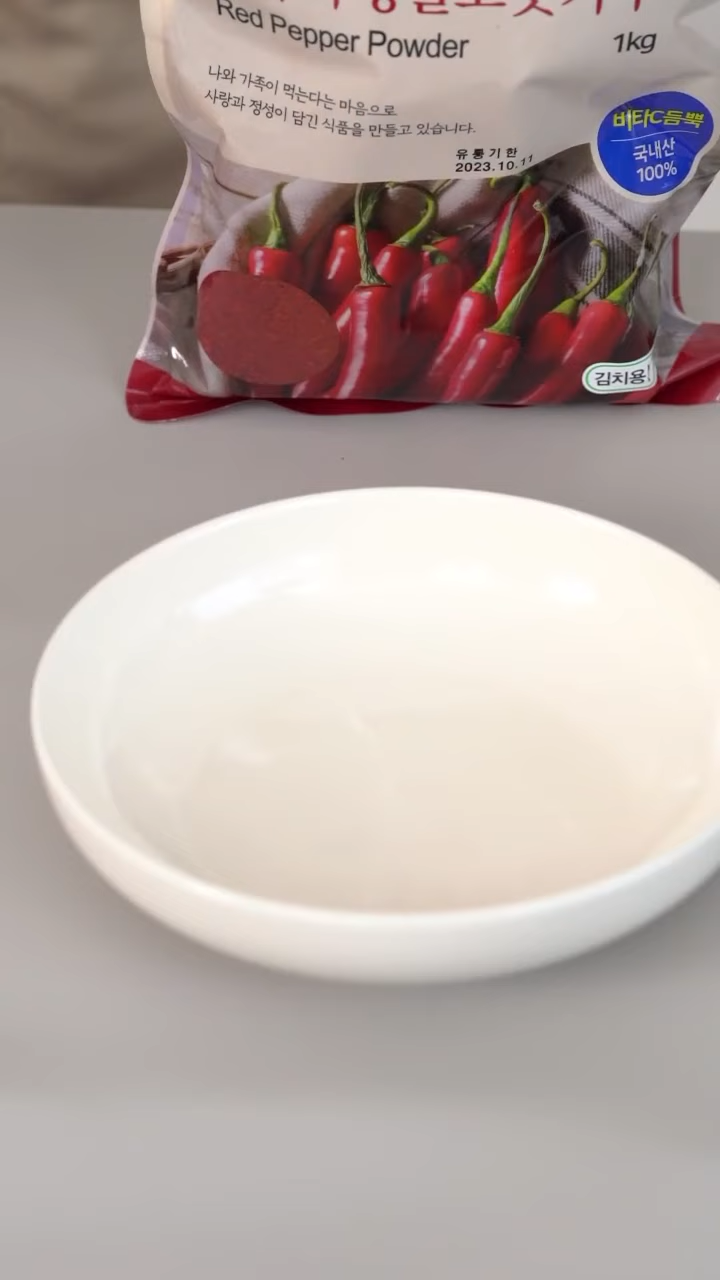 Red Pepper Powder
1kg
나와 가족이 먹는다는 마음으로
사랑과 정성이 담긴 식품을 만들고 있습니다.
유통기한
2023.10.11
비타C듬뿍
국내산
100%
김치용